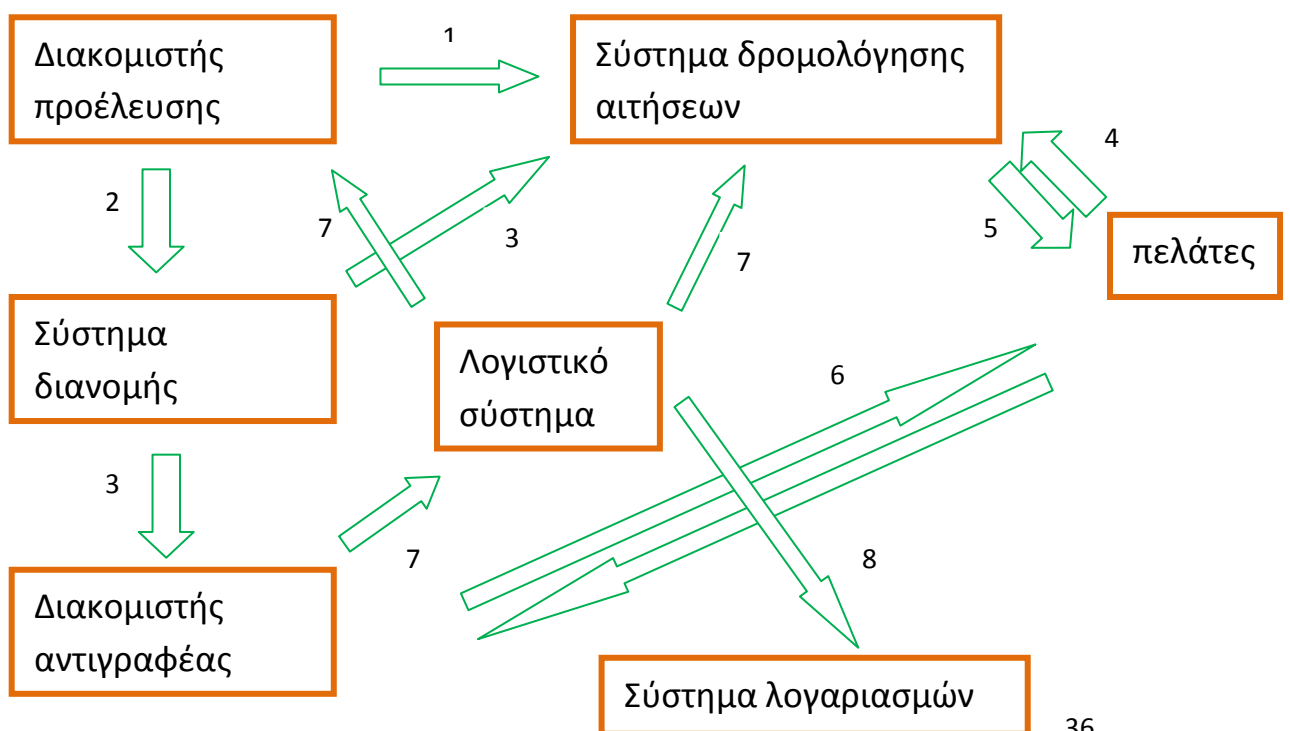 Διακομιστής
προέλευσης
1
Σύστημα δρομολόγησης
αιτήσεων
4
2
7
3
5
7
πελάτες
Σύστημα
διανομής
Λογιστικό
σύστημα
6
3
7
8
Διακομιστής
αντιγραφέας
Σύστημα λογαριασμών
36